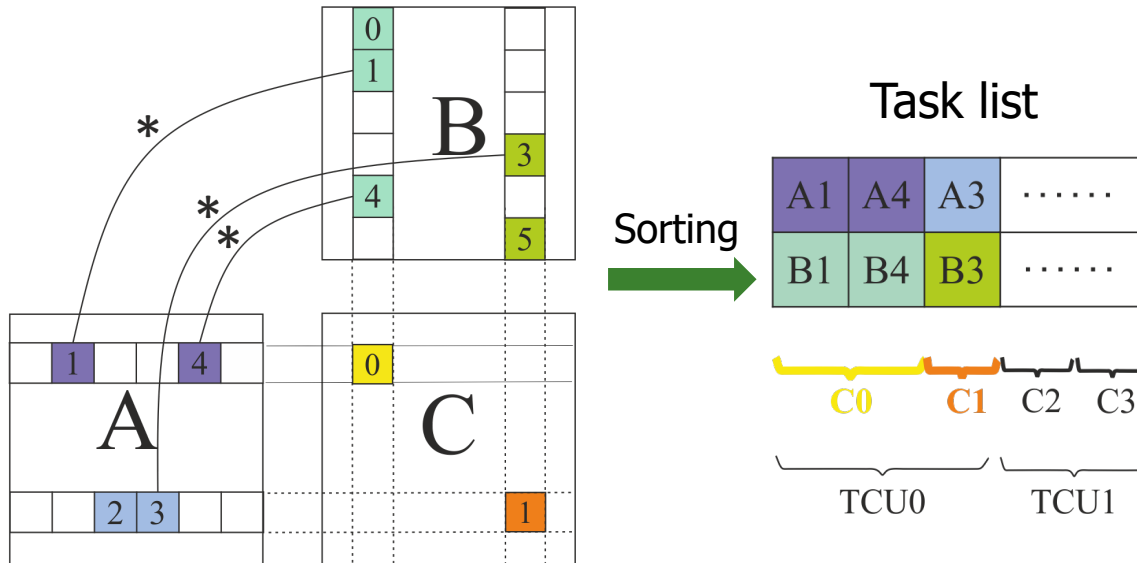 0
1
*
B
Task list
3
A1 A4 A3 ······
*
4
*
Sorting
5
B1 B4 B3 ······
1 4
0
C0 C1 C2 C3
A
C
2 3
1
TCU0 TCU1